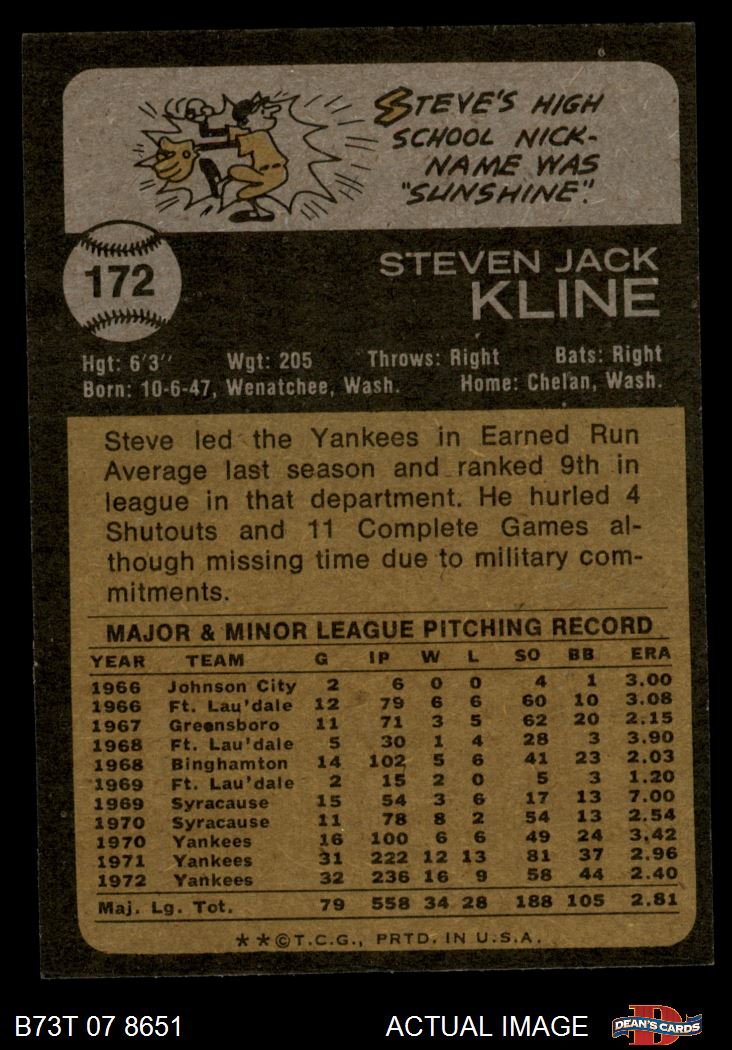 STEVE'S HIGH
SCHOOL NICK-
NAME WAS
"SUNSHINE".
172
STEVEN JACK
KLINE
Hgt: 6'3" Wgt: 205 Throws: Right Bats: Right
Born: 10-6-47, Wenatchee, Wash. Home: Chelan, Wash.
Steve led the Yankees in Earned Run
Average last season and ranked 9th in
league in that department. He hurled 4
Shutouts and 11 Complete Games al-
though missing time due to military com-
mitments.
MAJOR & MINOR LEAGUE PITCHING RECORD
YEAR TEAM G IP W L SO BB ERA
1966 Johnson City 2 6 0 0 4 1 3.00
1966 Ft. Lau'dale 12 79 6 6 60 10 3.08
1967 Greensboro 11 71 3 5 62 20 2.15
1968 Ft. Lau'dale 5 30 1 4 28 3 3.90
1968 Binghamton 14 102 5 6 41 23 2.03
1969 Ft. Lau'dale 2 15 2 0 5 3 1.20
1969 Syracause 15 54 3 6 17 13 7.00
1970 Syracause 11 78 8 2 54 13 2.54
1970 Yankees 16 100 6 6 49 24 3.42
1971 Yankees 31 222 12 13 81 37 2.96
1972 Yankees 32 236 16 9 58 44 2.40
Maj. Lg. Tot. 79 558 34 28 188 105 2.81
**©T.C.G., PRTD. IN U.S.A.
B73T 07 8651 ACTUAL IMAGE DEAN'S CARDS